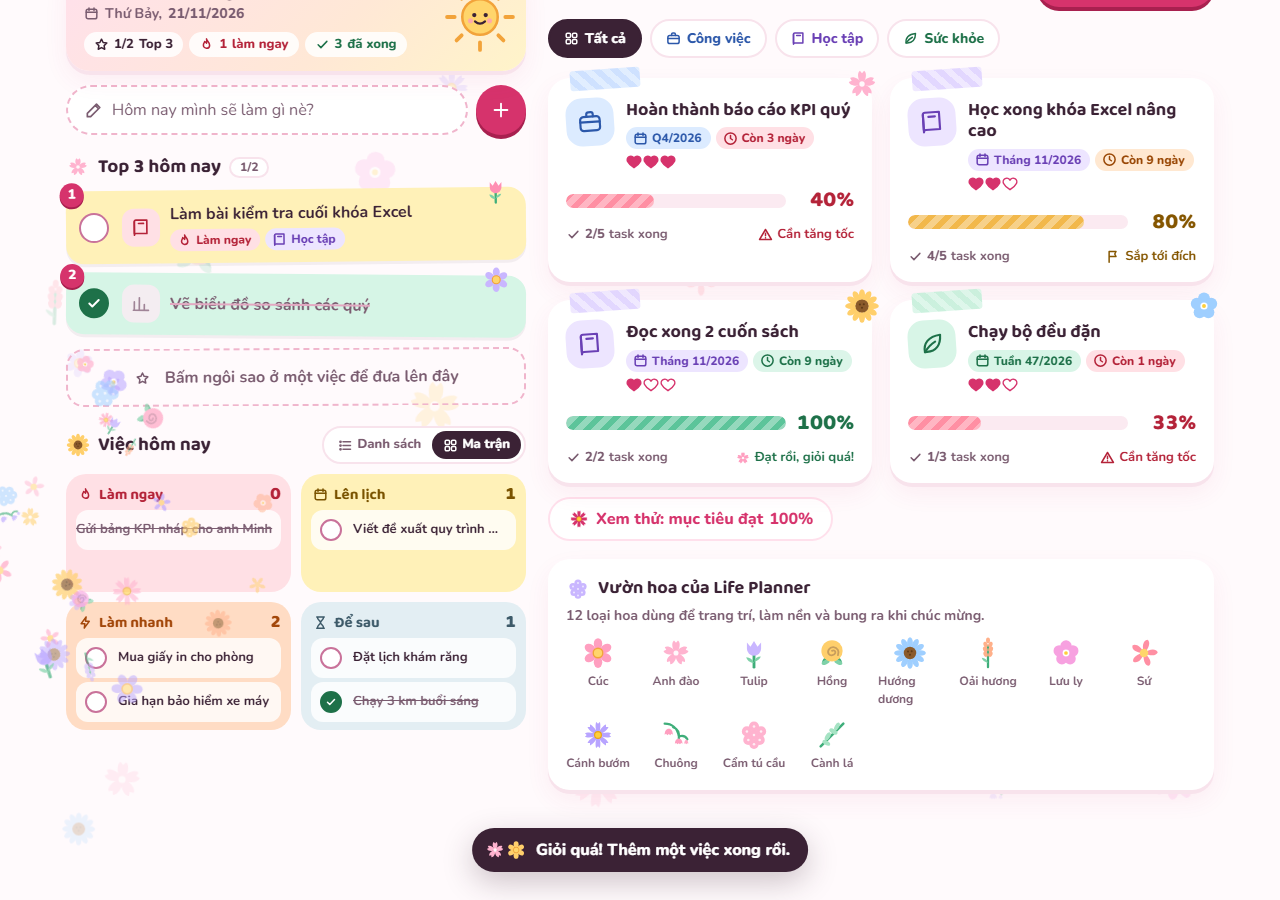 Thứ Bảy, 21/11/2026
1/2 Top 3
1 làm ngay
3 đã xong
Hôm nay mình sẽ làm gì nè?
Top 3 hôm nay 1/2
1
Làm bài kiểm tra cuối khóa Excel
Làm ngay Học tập
2
Vẽ biểu đồ so sánh các quý
Bấm ngôi sao ở một việc để đưa lên đây
Việc hôm nay
Danh sách Ma trận
Làm ngay 0
Gửi bảng KPI nháp cho anh Minh
Lên lịch 1
Viết đề xuất quy trình ...
Làm nhanh 2
Mua giấy in cho phòng
Gia hạn bảo hiểm xe máy
Để sau 1
Đặt lịch khám răng
Chạy 3 km buổi sáng
Tất cả
Công việc
Học tập
Sức khỏe
Hoàn thành báo cáo KPI quý
Q4/2026 Còn 3 ngày
40%
2/5 task xong Cần tăng tốc
Học xong khóa Excel nâng
cao
Tháng 11/2026 Còn 9 ngày
80%
4/5 task xong Sắp tới đích
Đọc xong 2 cuốn sách
Tháng 11/2026 Còn 9 ngày
100%
2/2 task xong Đạt rồi, giỏi quá!
Chạy bộ đều đặn
Tuần 47/2026 Còn 1 ngày
33%
1/3 task xong Cần tăng tốc
Xem thử: mục tiêu đạt 100%
Vườn hoa của Life Planner
12 loại hoa dùng để trang trí, làm nền và bung ra khi chúc mừng.
Cúc Anh đào Tulip Hồng Hướng dương Oải hương Lưu ly Sứ
Cánh bướm Chuông Cẩm tú cầu Cành lá
Giỏi quá! Thêm một việc xong rồi.